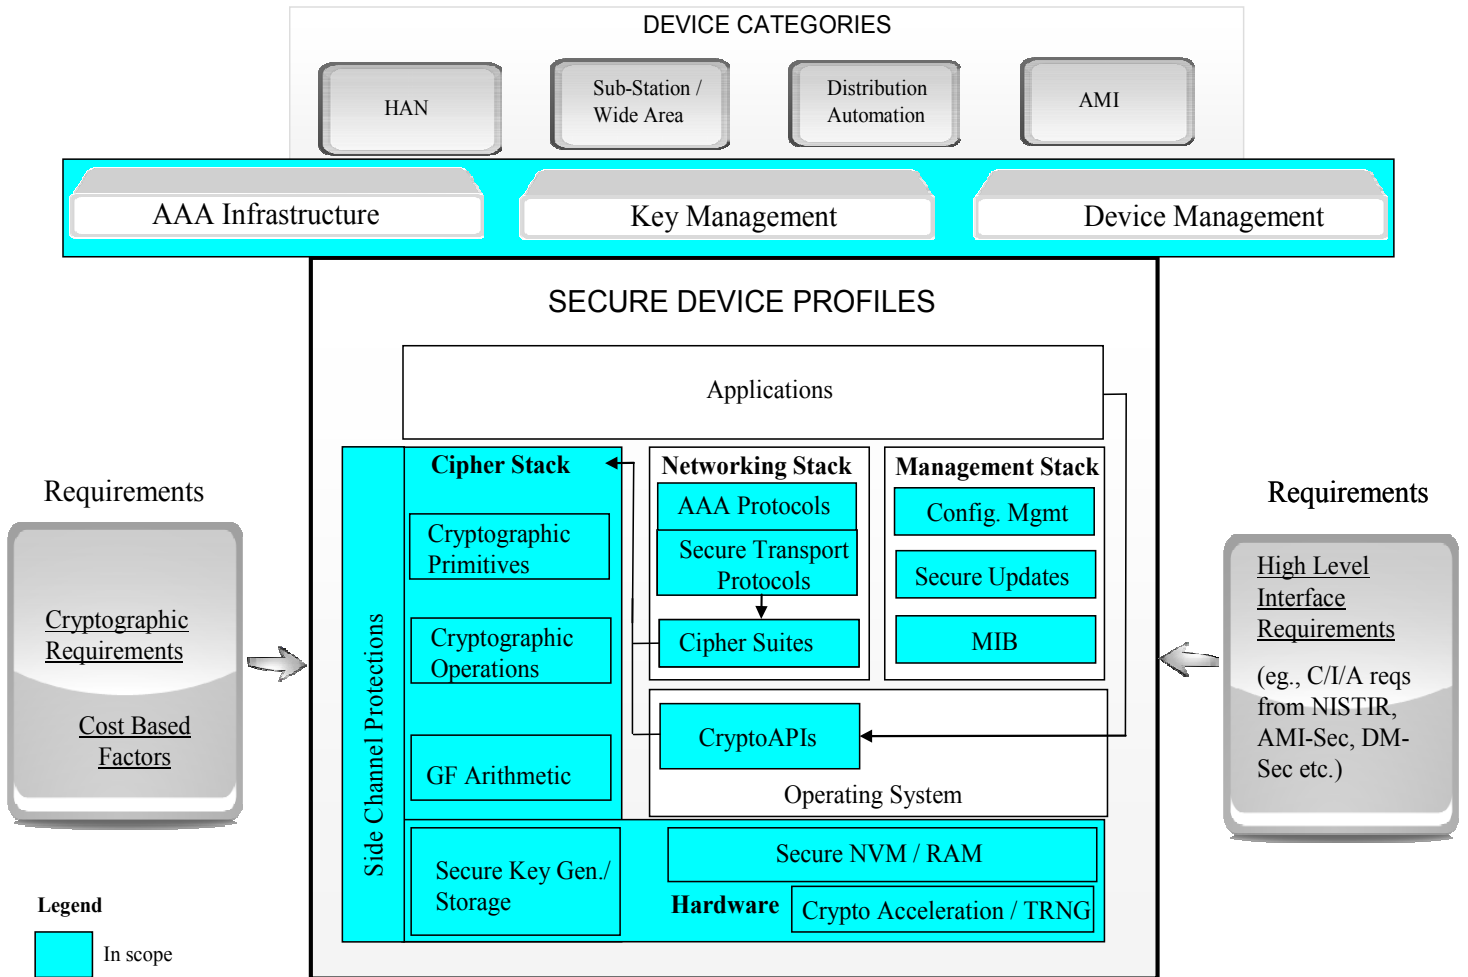 DEVICE CATEGORIES
HAN
Sub-Station /
Wide Area
Distribution
Automation
AMI
AAA Infrastructure
Key Management
Device Management
SECURE DEVICE PROFILES
Applications
Side Channel Protections
Cipher Stack
Cryptographic
Primitives
Cryptographic
Operations
GF Arithmetic
Networking Stack
AAA Protocols
Secure Transport
Protocols
Cipher Suites
Management Stack
Config. Mgmt
Secure Updates
MIB
CryptoAPIs
Operating System
Secure Key Gen./
Storage
Secure NVM / RAM
Hardware
Crypto Acceleration / TRNG
Requirements
Cryptographic
Requirements
Cost Based
Factors
Requirements
High Level
Interface
Requirements
(eg., C/I/A reqs
from NISTIR,
AMI-Sec, DM-
Sec etc.)
Legend
In scope